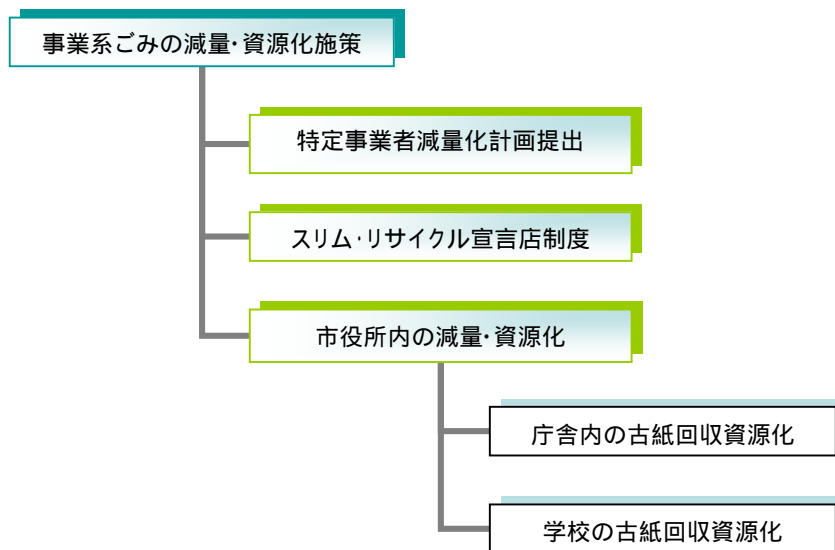 事業系ごみの減量・資源化施策
特定事業者減量化計画提出
スリム・リサイクル宣言店制度
市役所内の減量・資源化
庁舎内の古紙回収資源化
学校の古紙回収資源化